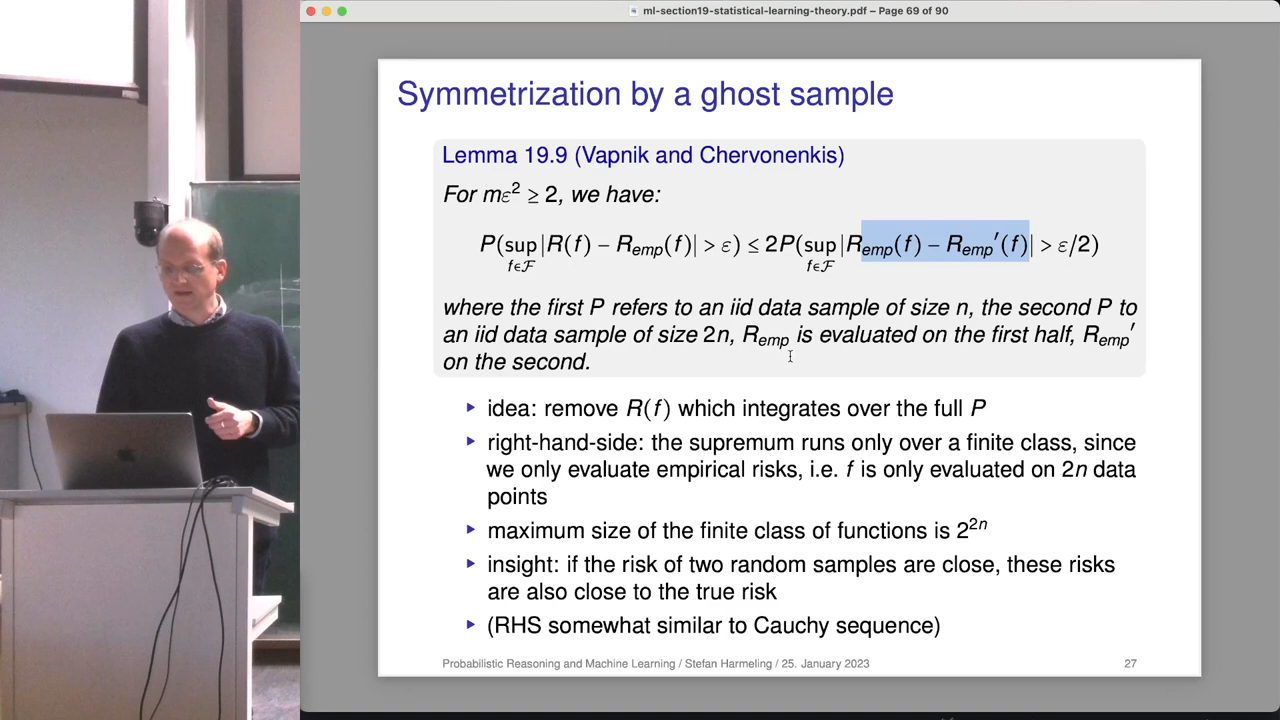 ml-section19-statistical-learning-theory.pdf – Page 69 of 90
Symmetrization by a ghost sample
Lemma 19.9 (Vapnik and Chervonenkis)
For mε² ≥ 2, we have:
P(sup_{f∈ℱ} |R(f) − R_emp(f)| > ε) ≤ 2P(sup_{f∈ℱ} |R_emp(f) − R_emp′(f)| > ε/2)
where the first P refers to an iid data sample of size n, the second P to
an iid data sample of size 2n, R_emp is evaluated on the first half, R_emp′
on the second.
▶ idea: remove R(f) which integrates over the full P
▶ right-hand-side: the supremum runs only over a finite class, since
we only evaluate empirical risks, i.e. f is only evaluated on 2n data
points
▶ maximum size of the finite class of functions is 2^{2n}
▶ insight: if the risk of two random samples are close, these risks
are also close to the true risk
▶ (RHS somewhat similar to Cauchy sequence)
Probabilistic Reasoning and Machine Learning / Stefan Harmeling / 25. January 2023
27